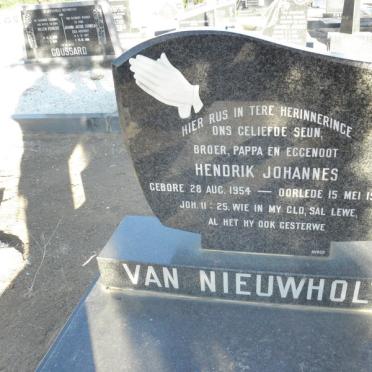 GOUSSARD
HIER RUS IN TERE HERINNERINGE
ONS GELIEFDE SEUN,
BROER, PAPPA EN EGGENOOT
HENDRIK JOHANNES
GEBORE 28 AUG. 1954 — OORLEDE 15 MEI
JOH. 11 : 25. WIE IN MY GLO, SAL LEWE,
AL HET HY OOK GESTERWE
VAN NIEUWHOL